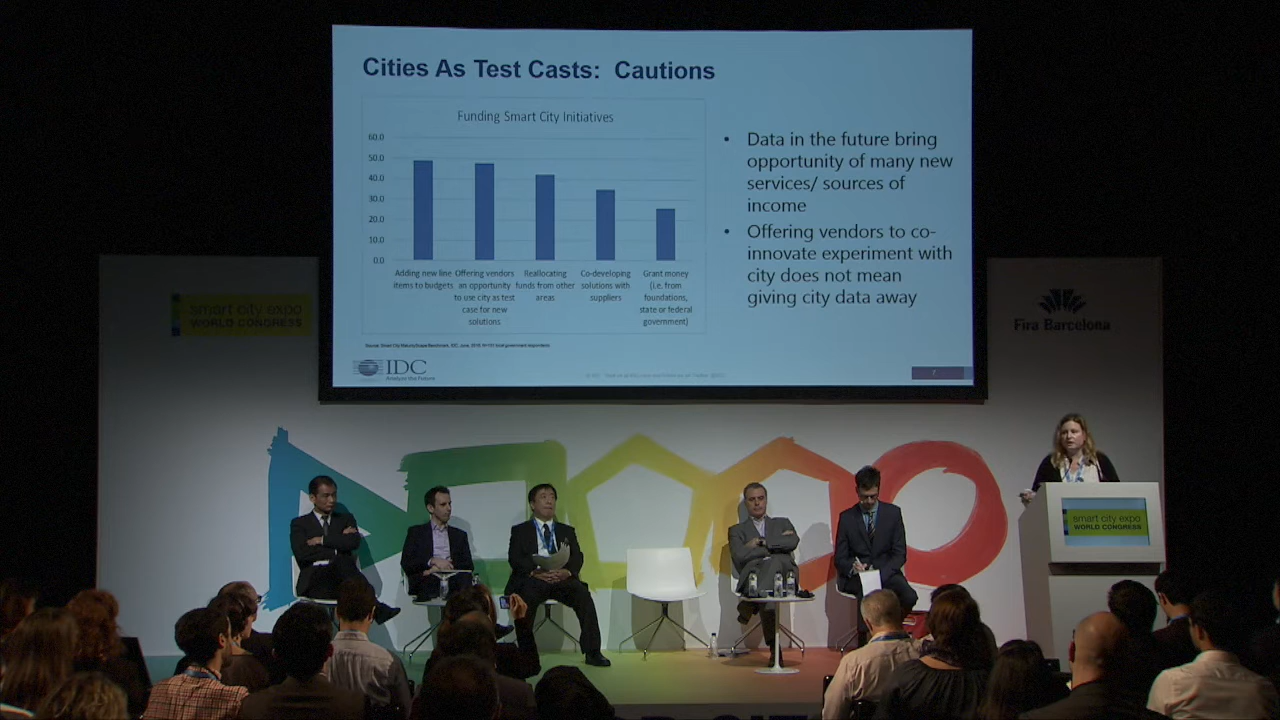 Cities As Test Casts: Cautions
Funding Smart City Initiatives
60.0
50.0
40.0
30.0
20.0
10.0
0.0
Adding new line
items to budgets
Offering vendors
an opportunity
to use city as test
case for new
solutions
Reallocating
funds from other
areas
Co-developing
solutions with
suppliers
Grant money
(i.e. from
foundations,
state or federal
government)
• Data in the future bring
opportunity of many new
services/ sources of
income
• Offering vendors to co-
innovate experiment with
city does not mean
giving city data away
IDC
Analyze the Future
smart city expo
WORLD CONGRESS
Fira Barcelona
smart city expo
WORLD CONGRESS